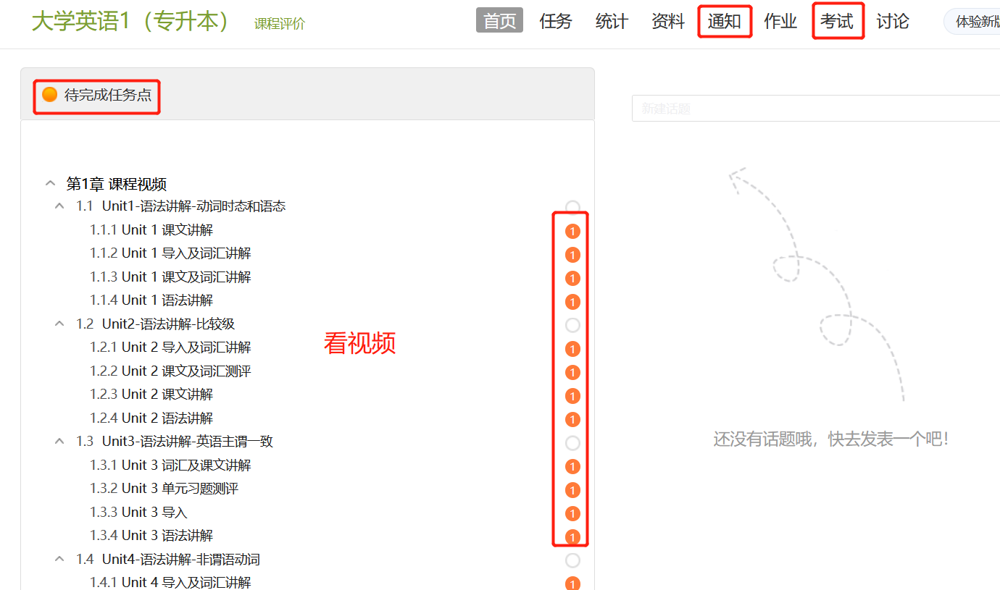 大学英语1（专升本） 课程评价 首页 任务 统计 资料 通知 作业 考试 讨论 体验新版
待完成任务点
新建话题
第1章 课程视频
1.1 Unit1-语法讲解-动词时态和语态
1.1.1 Unit 1 课文讲解 1
1.1.2 Unit 1 导入及词汇讲解 1
1.1.3 Unit 1 课文及词汇讲解 1
1.1.4 Unit 1 语法讲解 1
1.2 Unit2-语法讲解-比较级
看视频
1.2.1 Unit 2 导入及词汇讲解 1
1.2.2 Unit 2 课文及词汇测评 1
1.2.3 Unit 2 课文讲解 1
1.2.4 Unit 2 语法讲解 1
1.3 Unit3-语法讲解-英语主谓一致
1.3.1 Unit 3 词汇及课文讲解 1
1.3.2 Unit 3 单元习题测评 1
1.3.3 Unit 3 导入 1
1.3.4 Unit 3 语法讲解 1
1.4 Unit4-语法讲解-非谓语动词
1.4.1 Unit 4 导入及词汇讲解 1
还没有话题哦，快去发表一个吧！